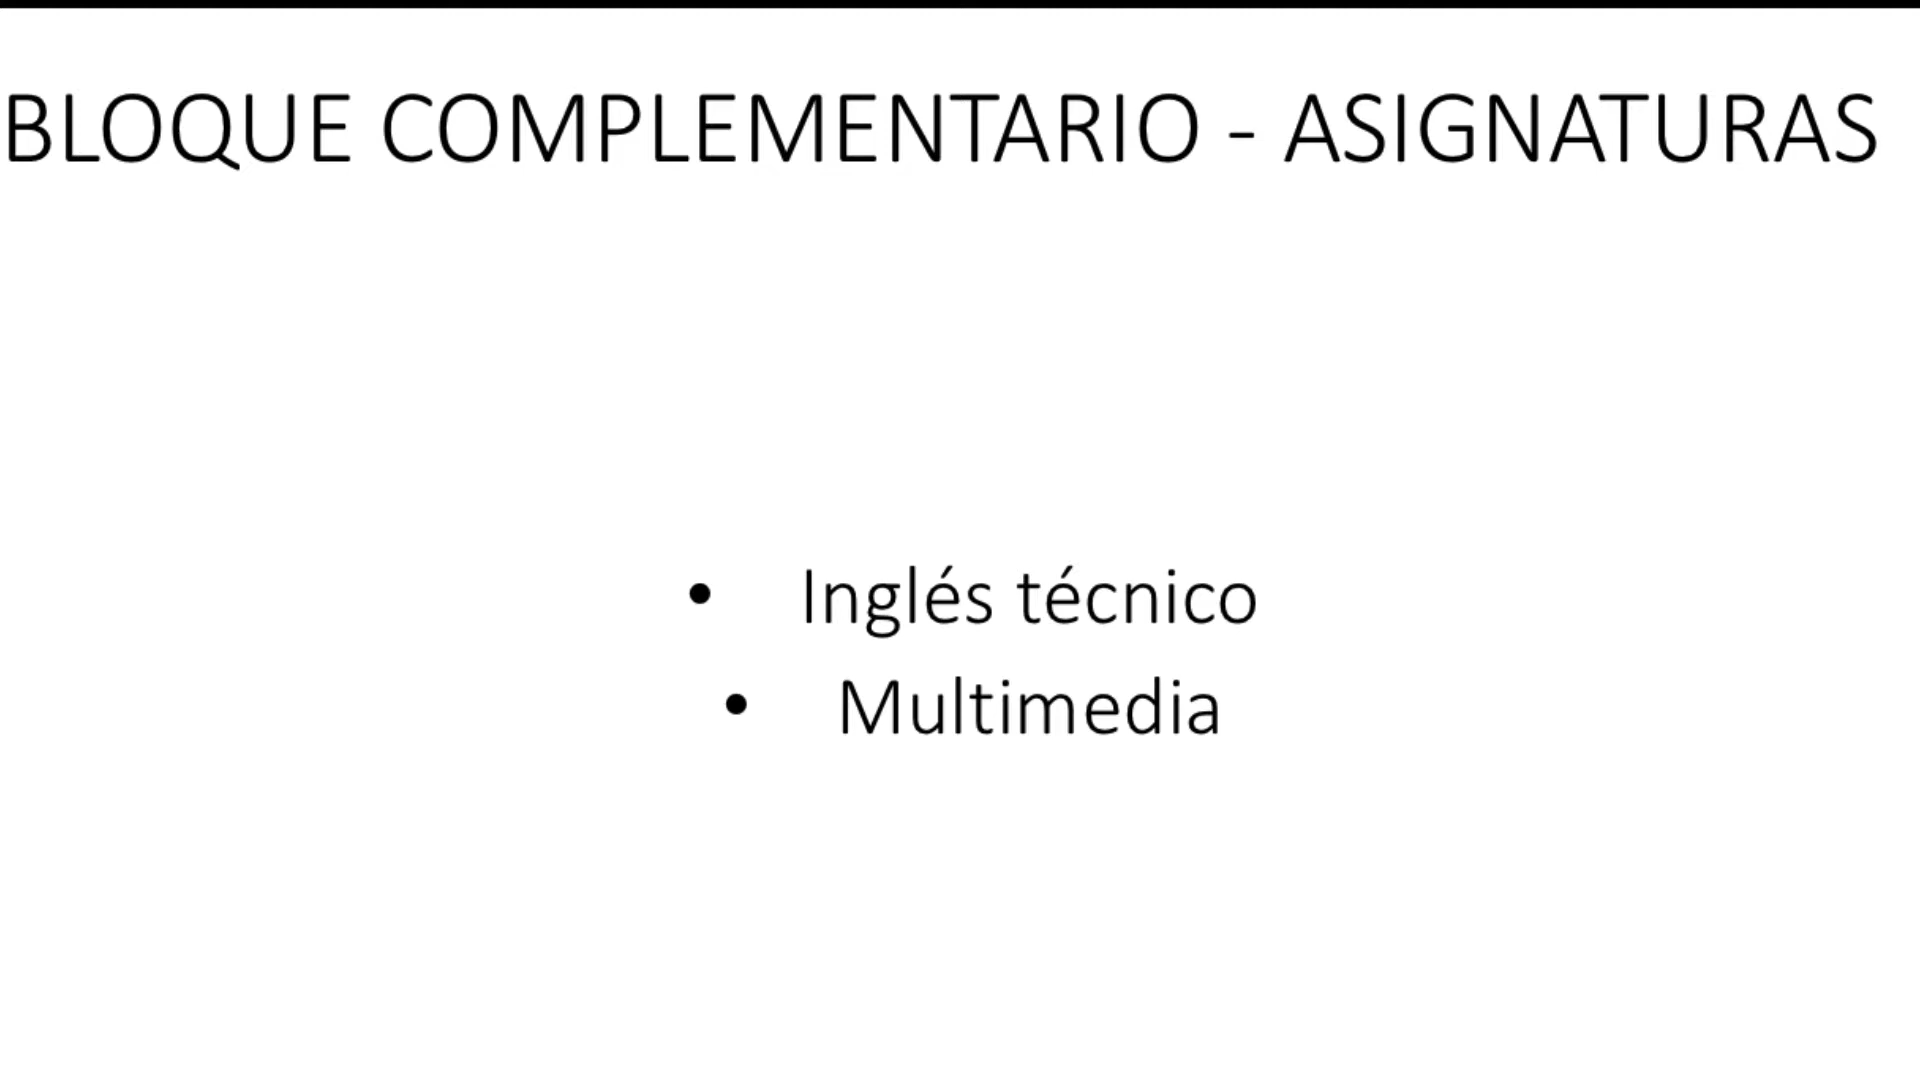 BLOQUE COMPLEMENTARIO - ASIGNATURAS
• Inglés técnico
• Multimedia